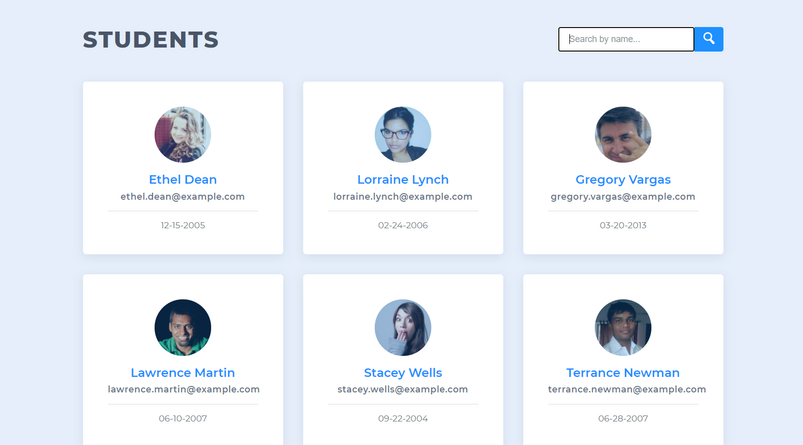 STUDENTS
Search by name...
Ethel Dean
ethel.dean@example.com
12-15-2005
Lorraine Lynch
lorraine.lynch@example.com
02-24-2006
Gregory Vargas
gregory.vargas@example.com
03-20-2013
Lawrence Martin
lawrence.martin@example.com
06-10-2007
Stacey Wells
stacey.wells@example.com
09-22-2004
Terrance Newman
terrance.newman@example.com
06-28-2007